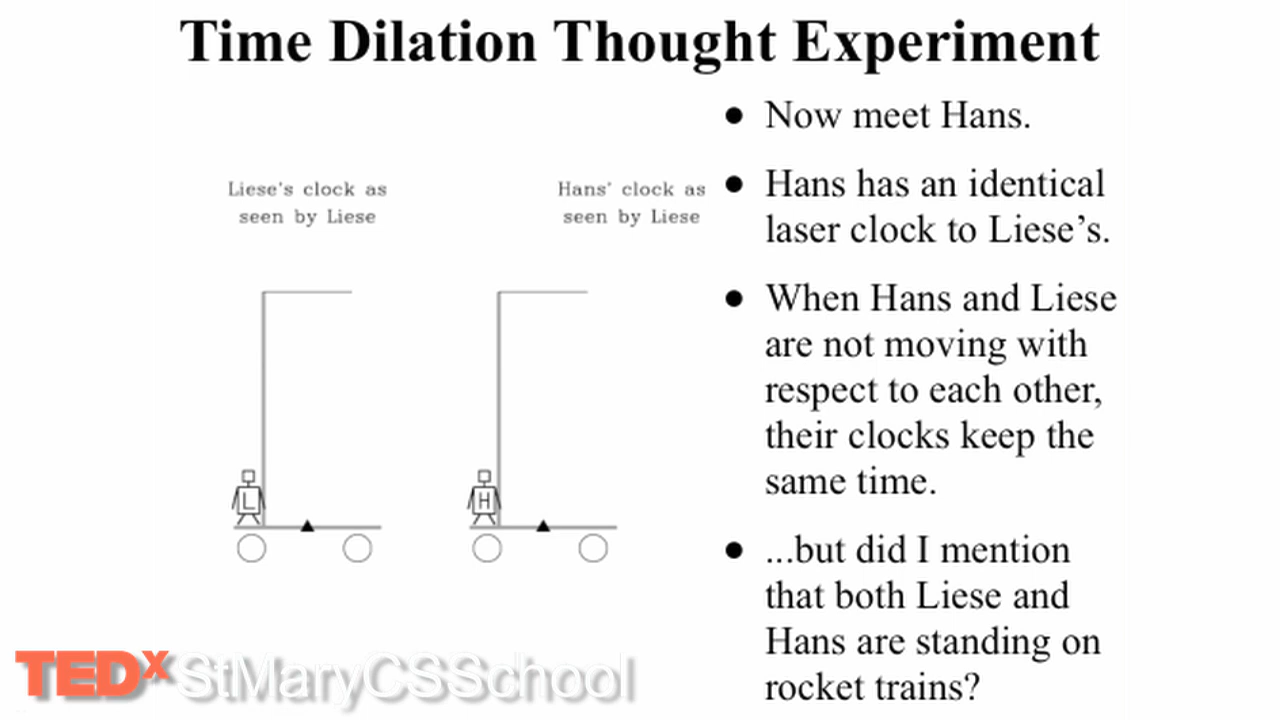 Time Dilation Thought Experiment
Liese's clock as
seen by Liese
Hans' clock as
seen by Liese
L
H
• Now meet Hans.
• Hans has an identical
laser clock to Liese’s.
• When Hans and Liese
are not moving with
respect to each other,
their clocks keep the
same time.
• ...but did I mention
that both Liese and
Hans are standing on
rocket trains?
TEDx StMaryCSSchool